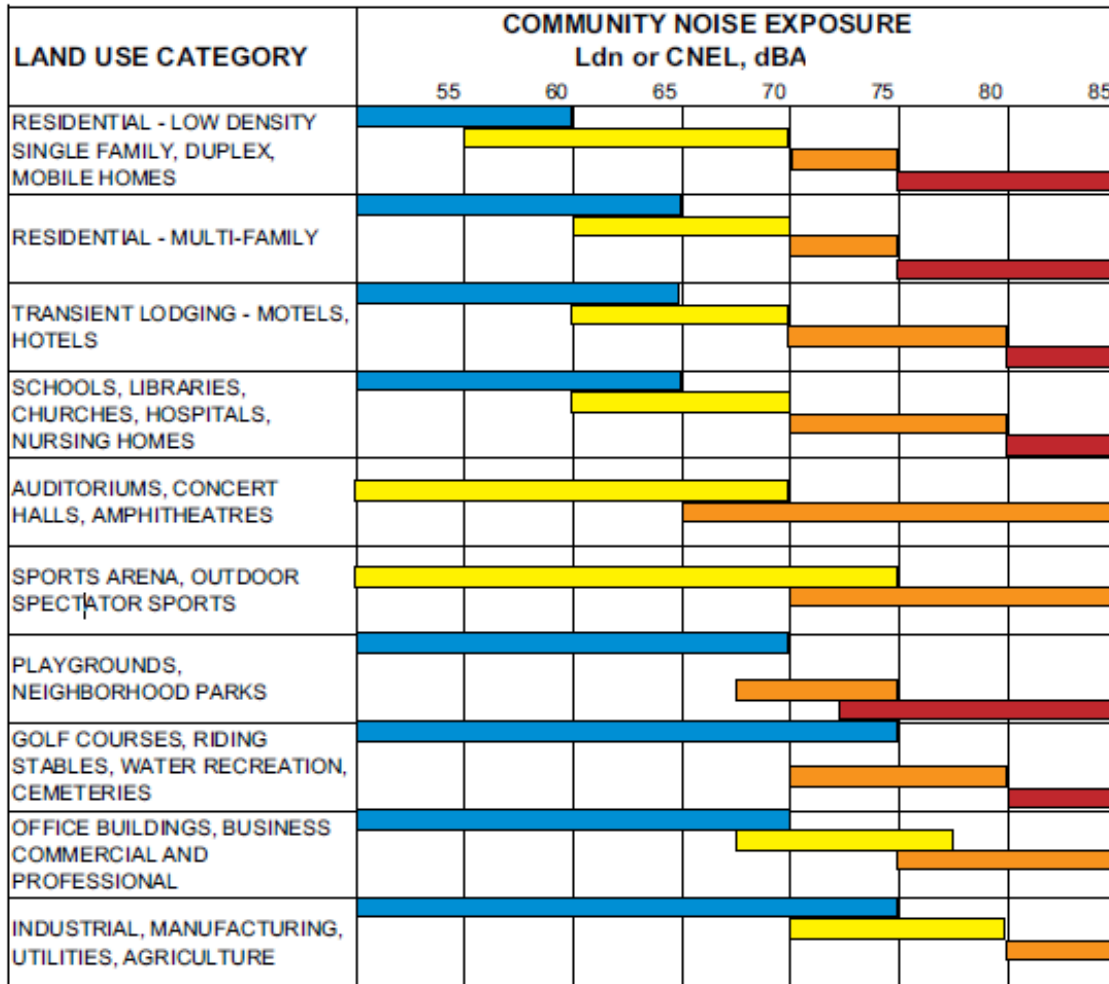 LAND USE CATEGORY
COMMUNITY NOISE EXPOSURE
Ldn or CNEL, dBA
55 60 65 70 75 80 85
RESIDENTIAL - LOW DENSITY
SINGLE FAMILY, DUPLEX,
MOBILE HOMES
RESIDENTIAL - MULTI-FAMILY
TRANSIENT LODGING - MOTELS,
HOTELS
SCHOOLS, LIBRARIES,
CHURCHES, HOSPITALS,
NURSING HOMES
AUDITORIUMS, CONCERT
HALLS, AMPHITHEATRES
SPORTS ARENA, OUTDOOR
SPECTATOR SPORTS
PLAYGROUNDS,
NEIGHBORHOOD PARKS
GOLF COURSES, RIDING
STABLES, WATER RECREATION,
CEMETERIES
OFFICE BUILDINGS, BUSINESS
COMMERCIAL AND
PROFESSIONAL
INDUSTRIAL, MANUFACTURING,
UTILITIES, AGRICULTURE